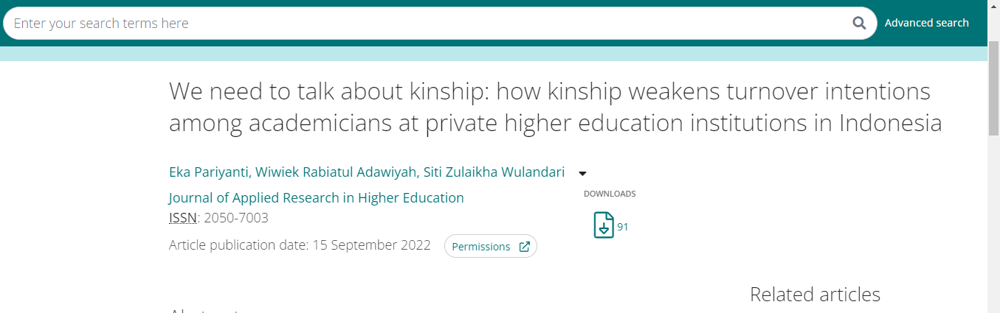 Enter your search terms here
Advanced search
We need to talk about kinship: how kinship weakens turnover intentions
among academicians at private higher education institutions in Indonesia
Eka Pariyanti, Wiwiek Rabiatul Adawiyah, Siti Zulaikha Wulandari
DOWNLOADS
Journal of Applied Research in Higher Education
ISSN: 2050-7003
91
Article publication date: 15 September 2022
Permissions
Related articles